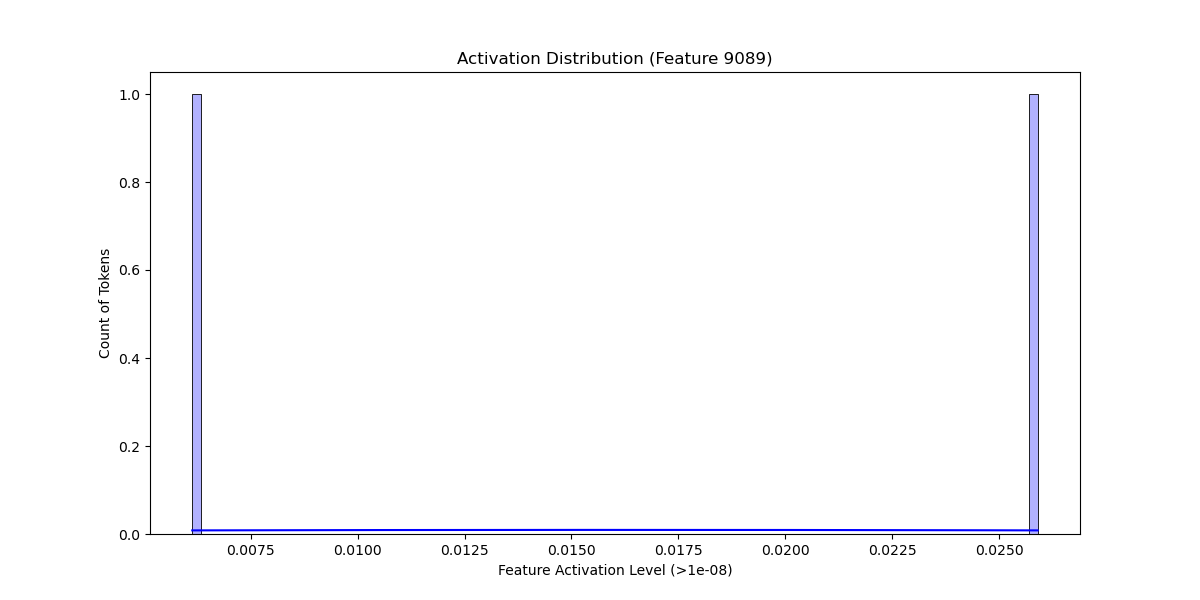 Activation Distribution (Feature 9089)
1.0
0.8
0.6
0.4
0.2
0.0
Count of Tokens
0.0075 0.0100 0.0125 0.0150 0.0175 0.0200 0.0225 0.0250
Feature Activation Level (>1e-08)